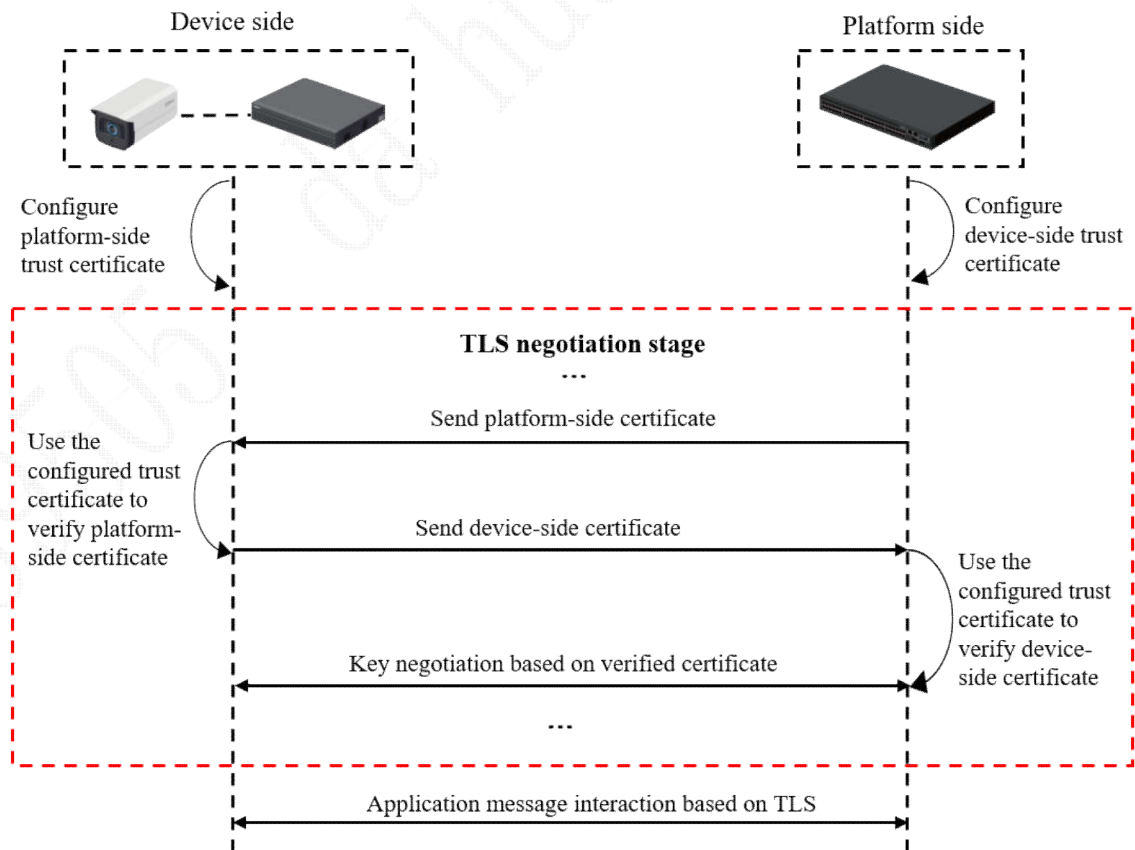 Device side
Platform side
Configure
platform-side
trust certificate
Configure
device-side trust
certificate
TLS negotiation stage
...
Send platform-side certificate
Use the
configured trust
certificate to
verify platform-
side certificate
Send device-side certificate
Use the
configured trust
certificate to
verify device-
side certificate
Key negotiation based on verified certificate
...
Application message interaction based on TLS